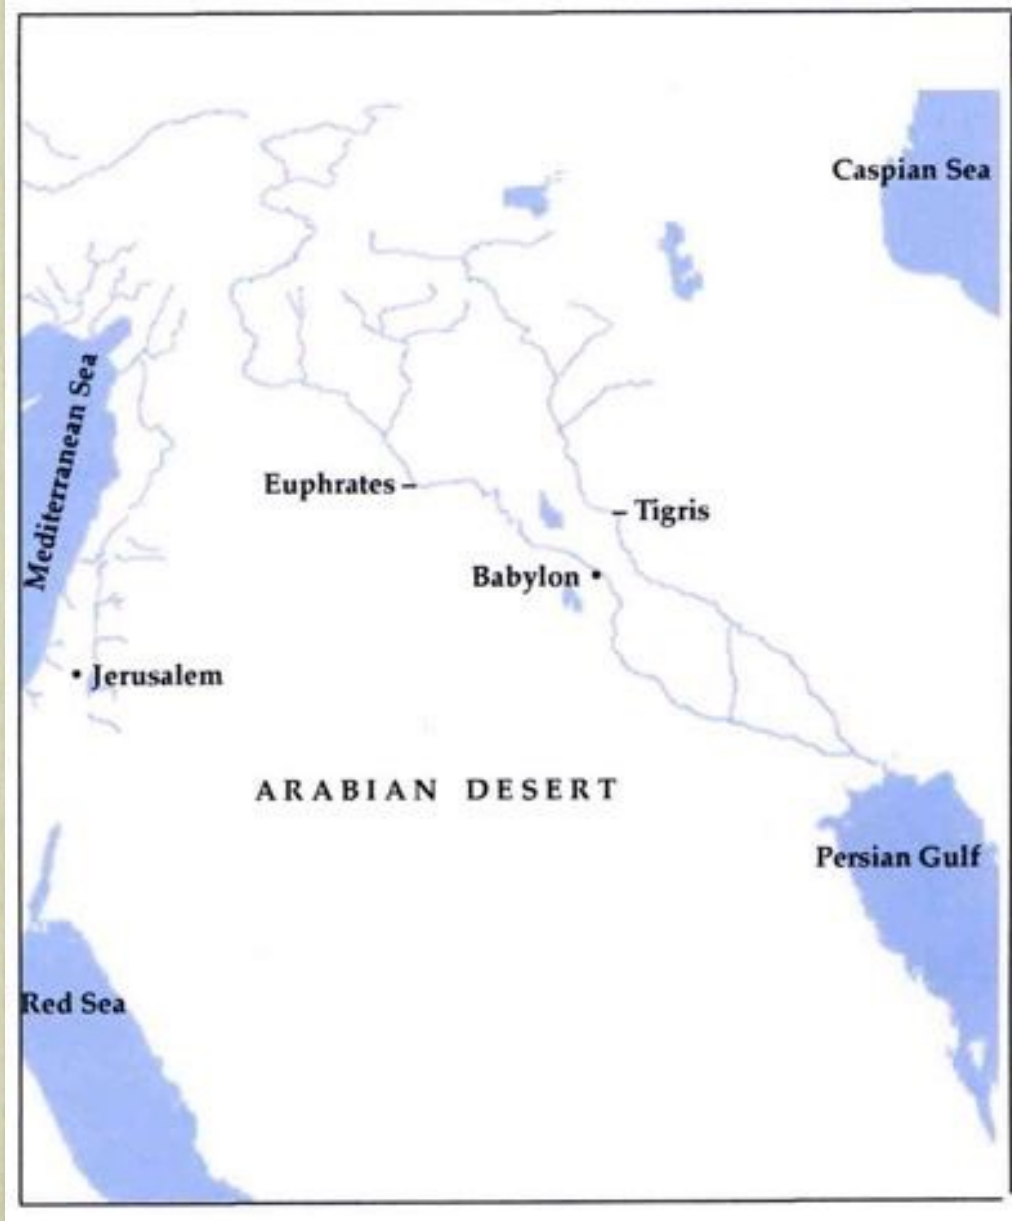 Caspian Sea
Mediterranean Sea
Euphrates
Tigris
Babylon
Jerusalem
ARABIAN DESERT
Persian Gulf
Red Sea